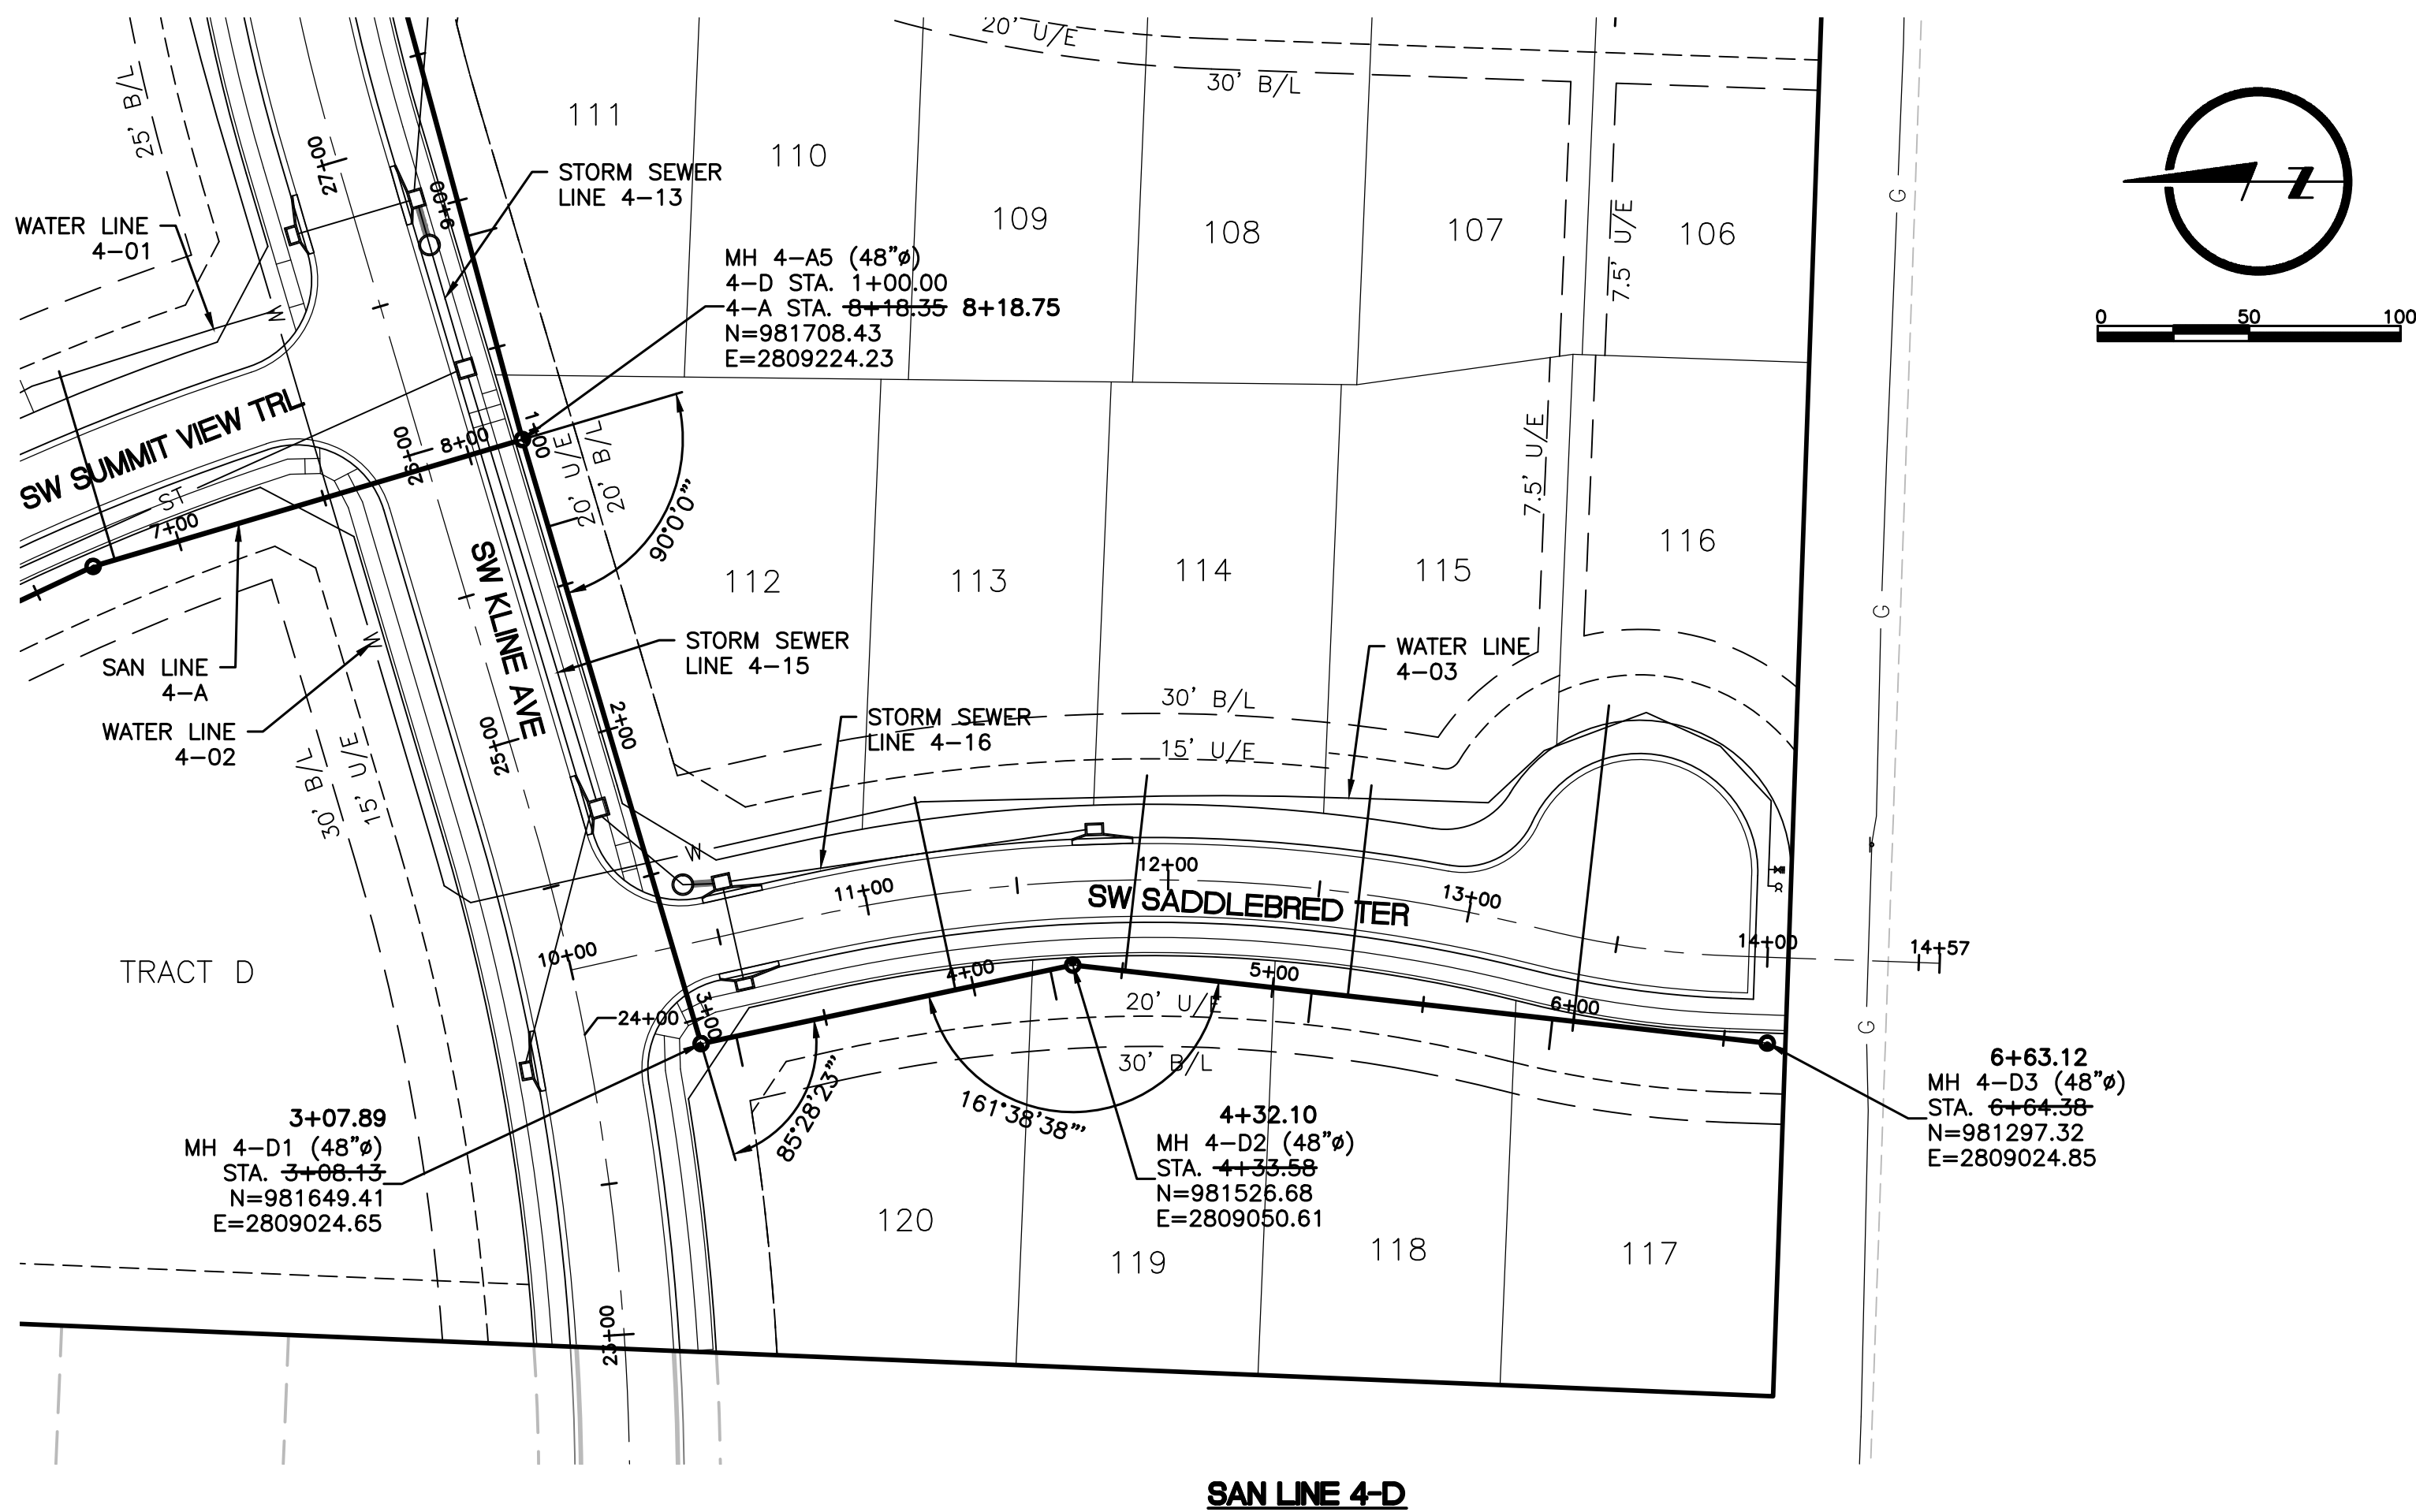 20' U/E
30' B/L
25' B/L
111
110
109
108
107
106
7.5' U/E
Z
0 50 100
27+00
9+00
STORM SEWER
LINE 4-13
WATER LINE
4-01
MH 4-A5 (48"ø)
4-D STA. 1+00.00
4-A STA. 8+18.35 8+18.75
N=981708.43
E=2809224.23
G
W
SW SUMMIT VIEW TRL
ST
7+00
26+00
8+00
1+00
20' U/E
20' B/L
90°0'0"'
7.5' U/E
112
113
114
115
116
SW KLINE AVE
SAN LINE
4-A
WATER LINE
4-02
W
STORM SEWER
LINE 4-15
WATER LINE
4-03
G
25+00
2+00
30' B/L
15' U/E
STORM SEWER
LINE 4-16
30' B/L
15' U/E
W
10+00
11+00
12+00
13+00
14+00
14+57
SW SADDLEBRED TER
TRACT D
24+00
3+00
4+00
5+00
6+00
20' U/E
30' B/L
G
85°28'23"'
161°38'38"'
3+07.89
MH 4-D1 (48"ø)
STA. 3+08.13
N=981649.41
E=2809024.65
4+32.10
MH 4-D2 (48"ø)
STA. 4+33.58
N=981526.68
E=2809050.61
6+63.12
MH 4-D3 (48"ø)
STA. 6+64.38
N=981297.32
E=2809024.85
120
119
118
117
23+00
SAN LINE 4-D